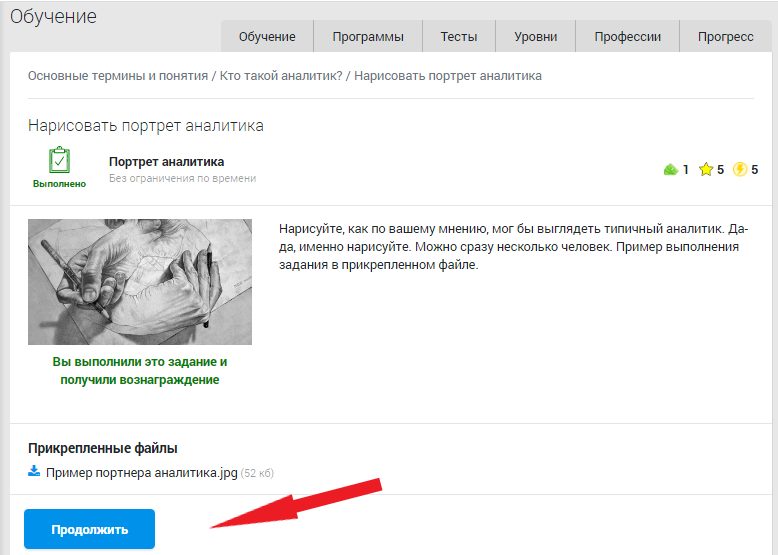 Обучение
Обучение Программы Тесты Уровни Профессии Прогресс
Основные термины и понятия / Кто такой аналитик? / Нарисовать портрет аналитика
Нарисовать портрет аналитика
Портрет аналитика
Без ограничения по времени
Выполнено
1 5 5
Нарисуйте, как по вашему мнению, мог бы выглядеть типичный аналитик. Да-
да, именно нарисуйте. Можно сразу несколько человек. Пример выполнения
задания в прикрепленном файле.
Вы выполнили это задание и
получили вознаграждение
Прикрепленные файлы
Пример портнера аналитика.jpg (52 кб)
Продолжить